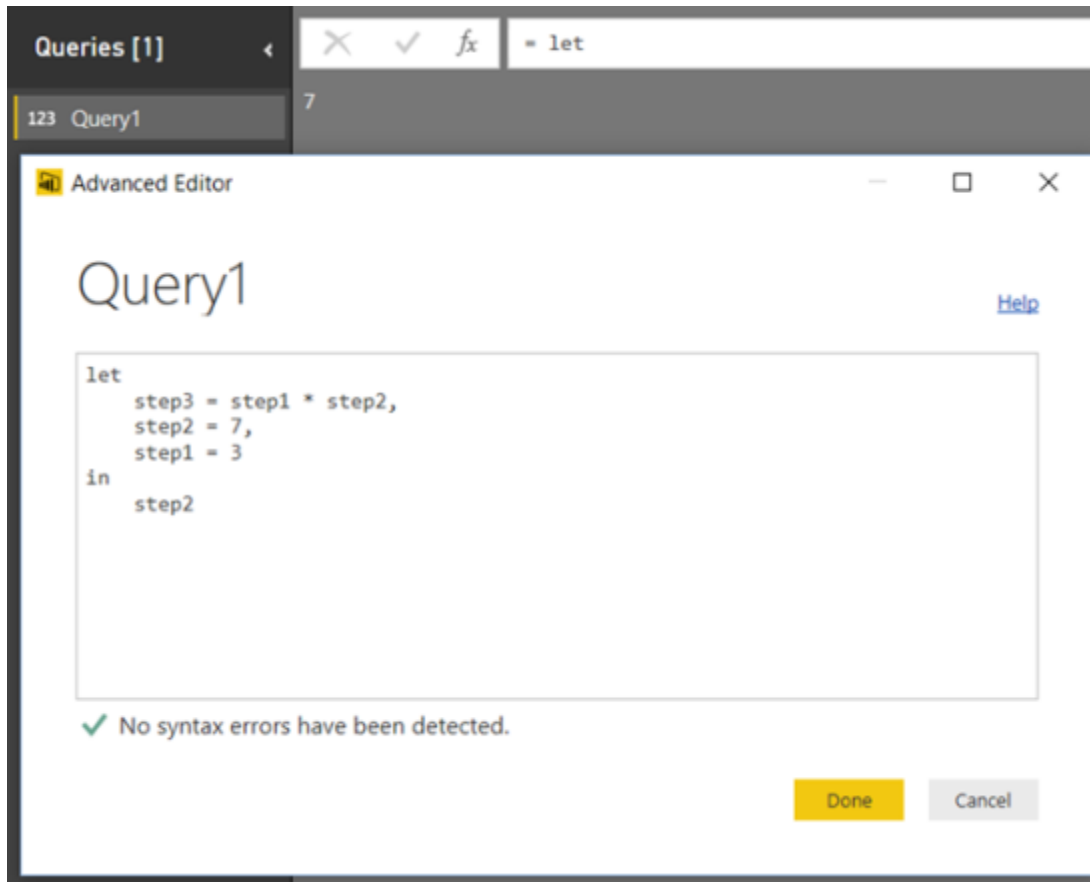 Queries [1]
fx = let
123 Query1
7
Advanced Editor
Query1
Help
let
    step3 = step1 * step2,
    step2 = 7,
    step1 = 3
in
    step2
No syntax errors have been detected.
Done Cancel